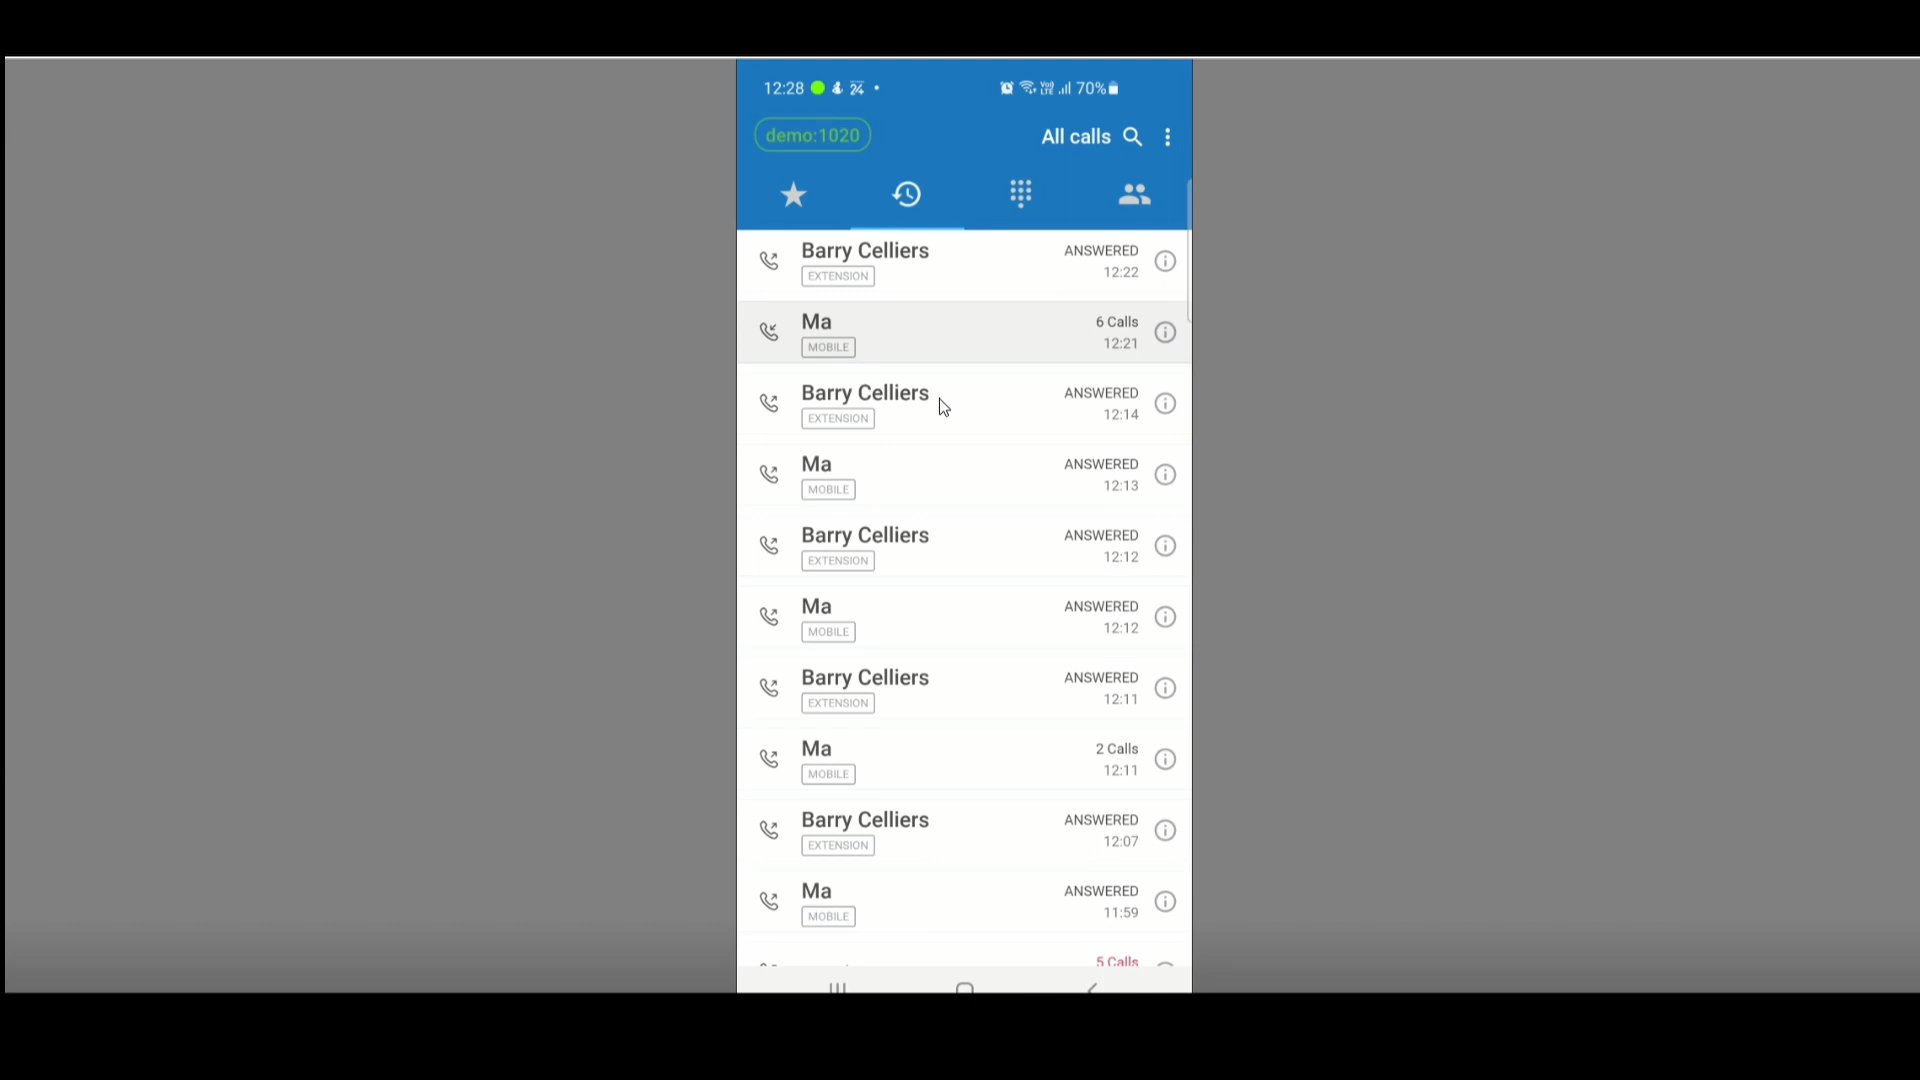 12:28 70%
demo:1020 All calls
Barry Celliers ANSWERED
EXTENSION 12:22
Ma 6 Calls
MOBILE 12:21
Barry Celliers ANSWERED
EXTENSION 12:14
Ma ANSWERED
MOBILE 12:13
Barry Celliers ANSWERED
EXTENSION 12:12
Ma ANSWERED
MOBILE 12:12
Barry Celliers ANSWERED
EXTENSION 12:11
Ma 2 Calls
MOBILE 12:11
Barry Celliers ANSWERED
EXTENSION 12:07
Ma ANSWERED
MOBILE 11:59
5 Calls